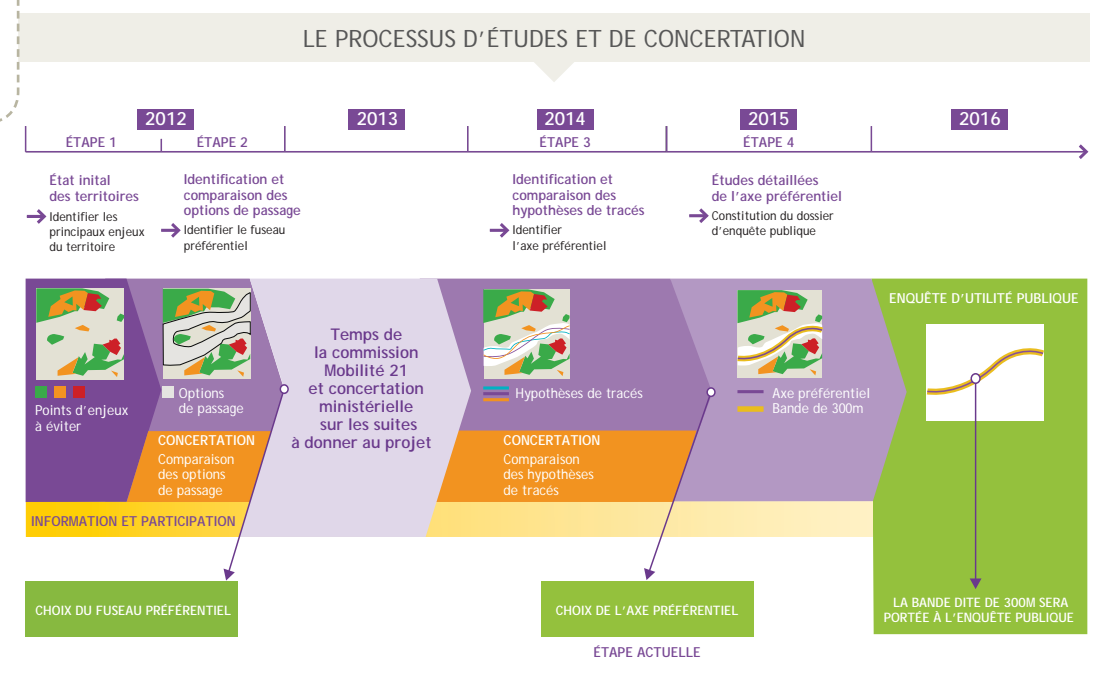 LE PROCESSUS D'ÉTUDES ET DE CONCERTATION
2012
2013
2014
2015
2016
ÉTAPE 1
ÉTAPE 2
ÉTAPE 3
ÉTAPE 4
État inital
des territoires
Identifier les
principaux enjeux
du territoire
Identification et
comparaison des
options de passage
Identifier le fuseau
préférentiel
Identification et
comparaison des
hypothèses de tracés
Identifier
l'axe préférentiel
Études détaillées
de l'axe préférentiel
Constitution du dossier
d'enquête publique
Points d'enjeux
à éviter
Options
de passage
CONCERTATION
Comparaison
des options
de passage
Temps de
la commission
Mobilité 21
et concertation
ministérielle
sur les suites
à donner au projet
Hypothèses de tracés
CONCERTATION
Comparaison
des hypothèses
de tracés
Axe préférentiel
Bande de 300m
ENQUÊTE D'UTILITÉ PUBLIQUE
INFORMATION ET PARTICIPATION
CHOIX DU FUSEAU PRÉFÉRENTIEL
CHOIX DE L'AXE PRÉFÉRENTIEL
LA BANDE DITE DE 300M SERA
PORTÉE À L'ENQUÊTE PUBLIQUE
ÉTAPE ACTUELLE